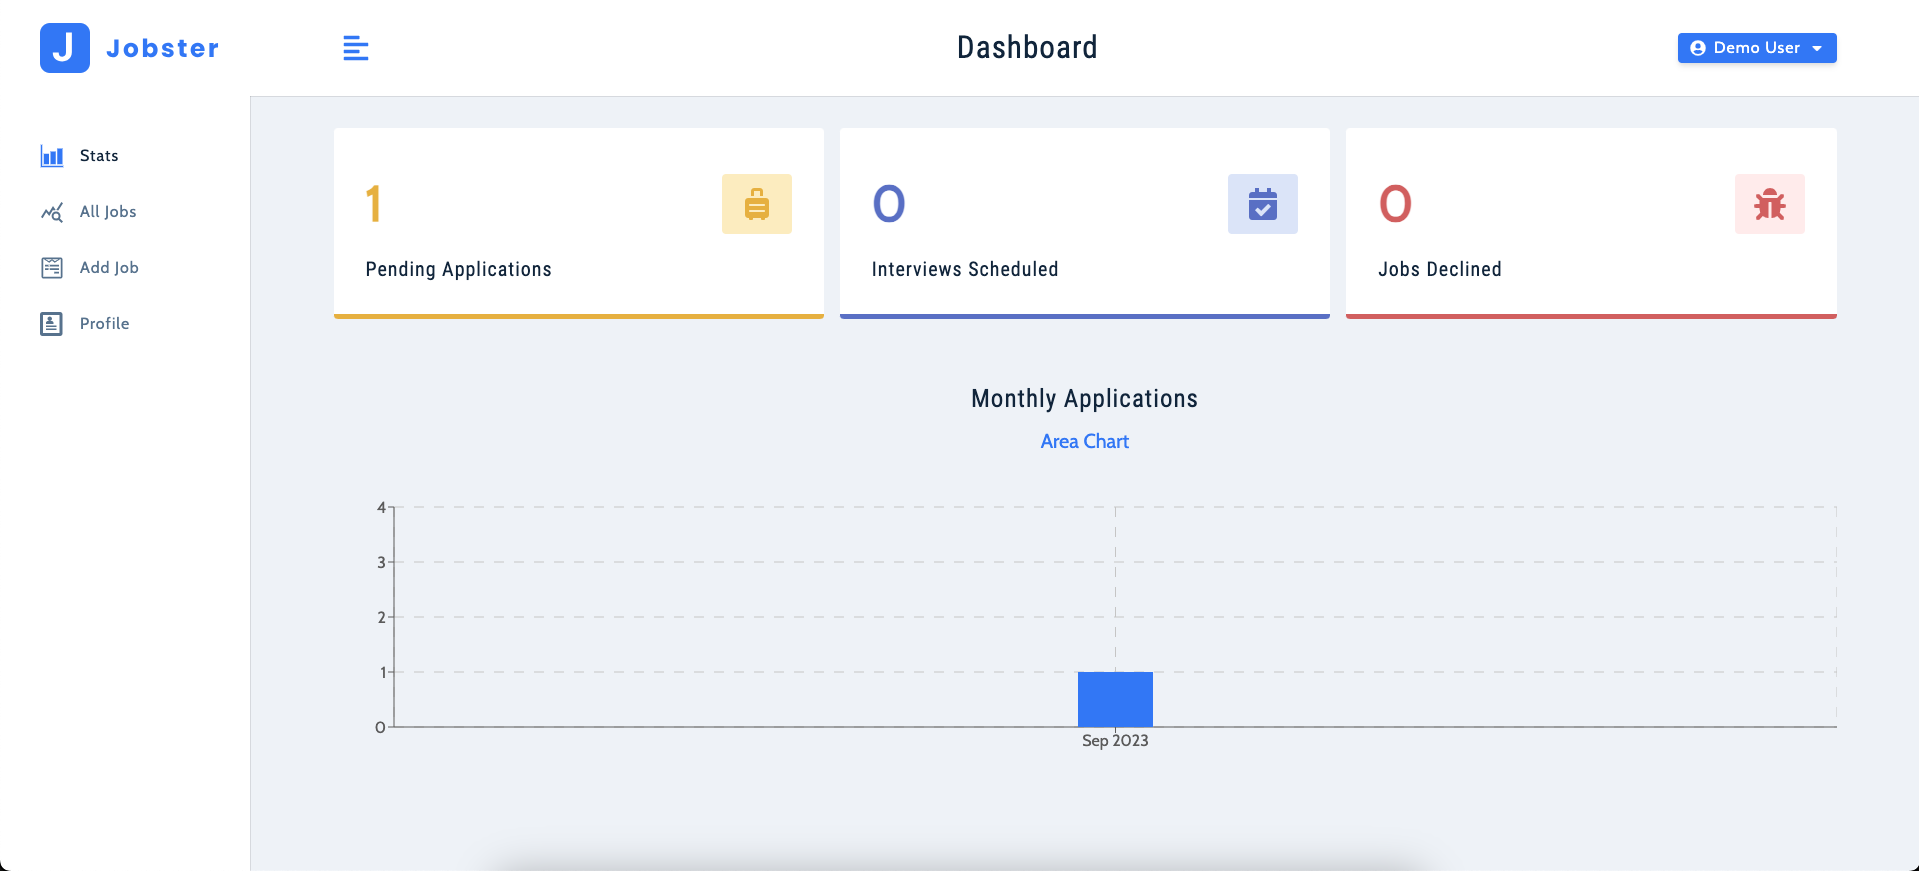 J Jobster
Dashboard
Demo User
Stats
All Jobs
Add Job
Profile
1
Pending Applications
0
Interviews Scheduled
0
Jobs Declined
Monthly Applications
Area Chart
4
3
2
1
0
Sep 2023